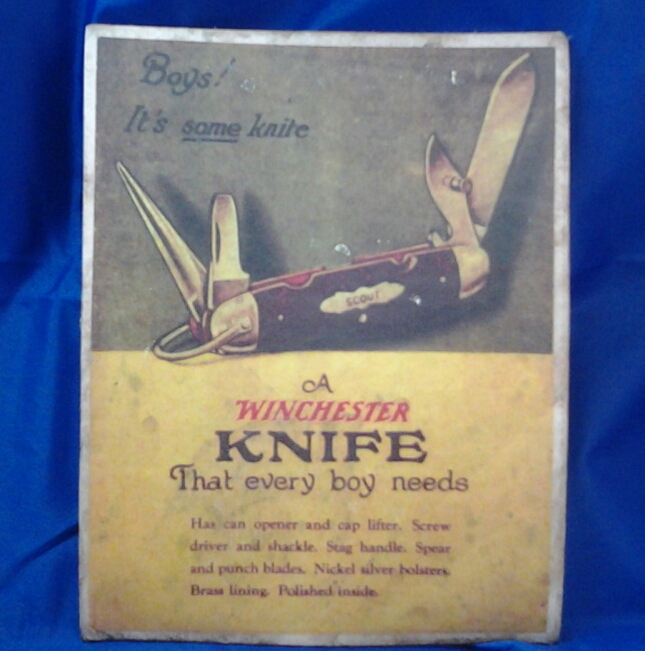 Boys!
It's some knife
SCOUT
A
WINCHESTER
KNIFE
That every boy needs
Has can opener and cap lifter. Screw
driver and shackle. Stag handle. Spear
and punch blades. Nickel silver bolsters.
Brass lining. Polished inside.